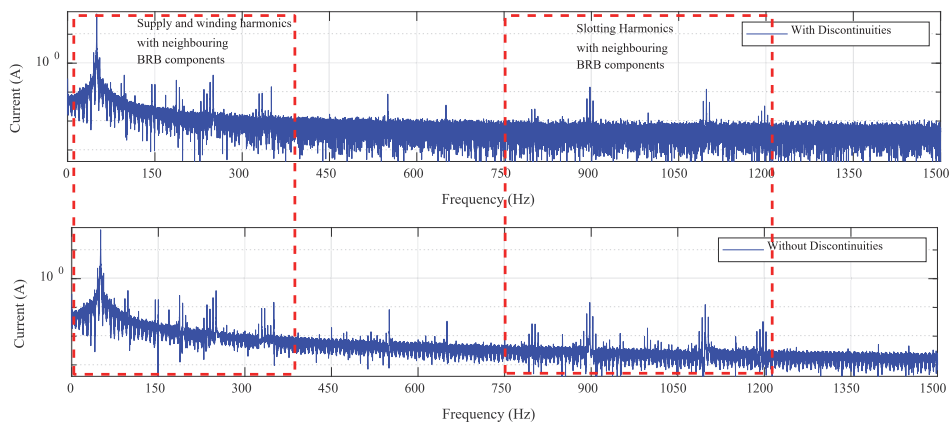 Supply and winding harmonics
with neighbouring
BRB components
Slotting Harmonics
with neighbouring
BRB components
With Discontinuities
10 0
Current (A)
0 150 300 450 600 750 900 1050 1200 1350 1500
Frequency (Hz)
Without Discontinuities
10 0
Current (A)
0 150 300 450 600 750 900 1050 1200 1350 1500
Frequency (Hz)